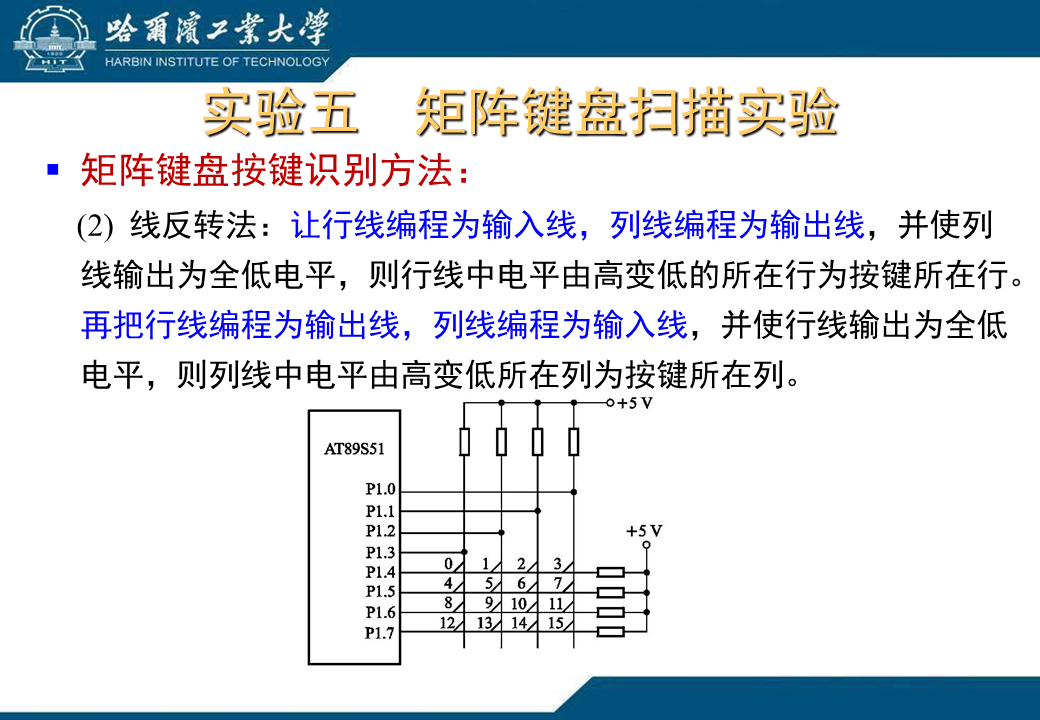 哈爾濱工業大學
HARBIN INSTITUTE OF TECHNOLOGY
HIT
实验五 矩阵键盘扫描实验
矩阵键盘按键识别方法：
(2) 线反转法：让行线编程为输入线，列线编程为输出线，并使列
线输出为全低电平，则行线中电平由高变低的所在行为按键所在行。
再把行线编程为输出线，列线编程为输入线，并使行线输出为全低
电平，则列线中电平由高变低所在列为按键所在列。
+5 V
AT89S51
P1.0
P1.1
P1.2
+5 V
P1.3
0 1 2 3
P1.4
4 5 6 7
P1.5
8 9 10 11
P1.6
12 13 14 15
P1.7